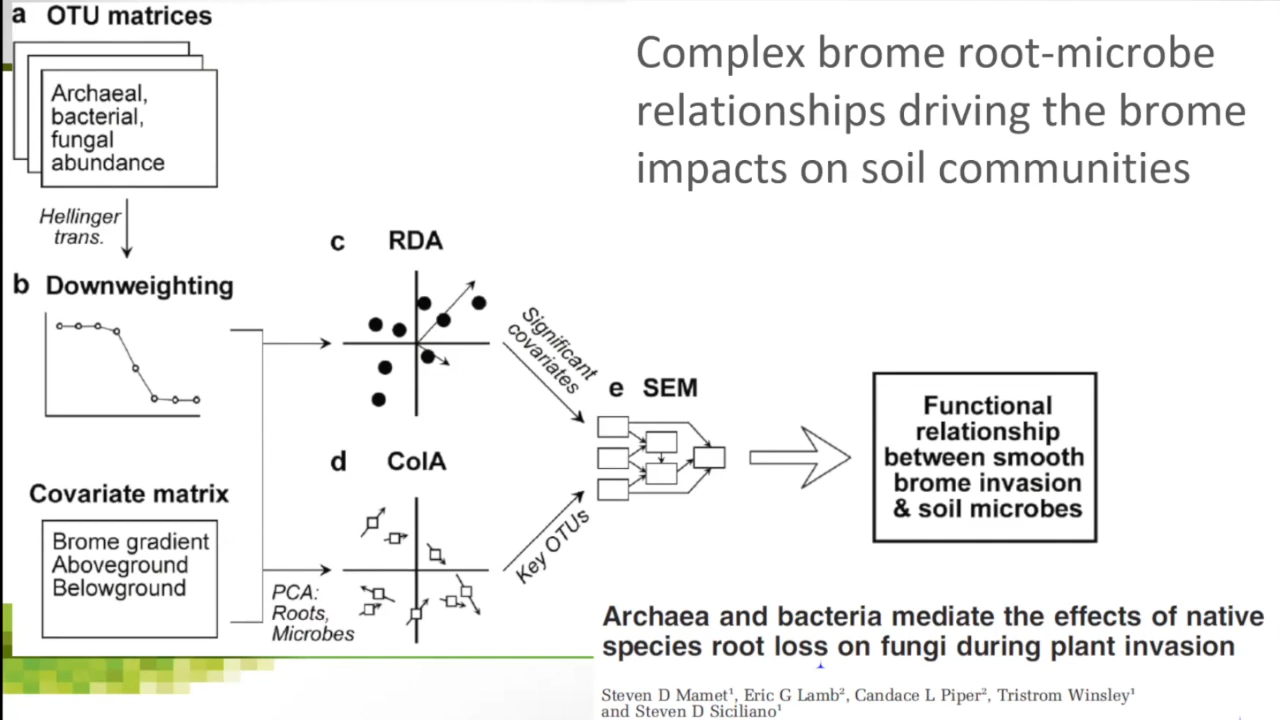 a OTU matrices
Archaeal,
bacterial,
fungal
abundance
Hellinger
trans.
b Downweighting
Covariate matrix
Brome gradient
Aboveground
Belowground
PCA:
Roots,
Microbes
c RDA
d CoIA
Significant
covariates
Key OTUs
e SEM
Functional
relationship
between smooth
brome invasion
& soil microbes
Complex brome root-microbe
relationships driving the brome
impacts on soil communities
Archaea and bacteria mediate the effects of native
species root loss on fungi during plant invasion
Steven D Mamet¹, Eric G Lamb², Candace L Piper², Tristrom Winsley¹
and Steven D Siciliano¹